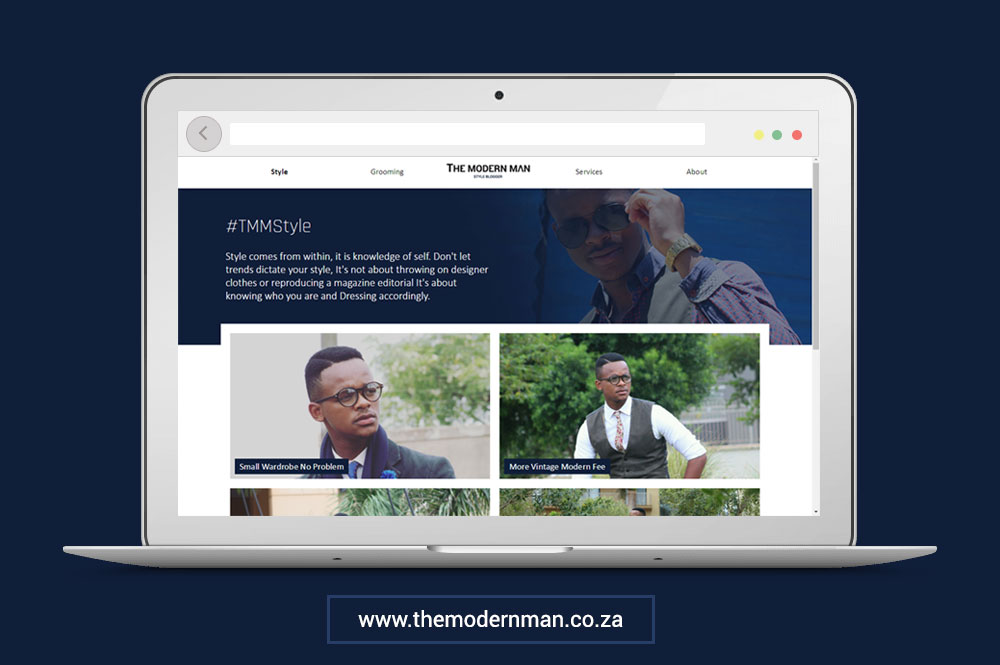 Style
Grooming
THE MODERN MAN
STYLE BLOGGER
Services
About
#TMMStyle
Style comes from within, it is knowledge of self. Don't let
trends dictate your style, It's not about throwing on designer
clothes or reproducing a magazine editorial It's about
knowing who you are and Dressing accordingly.
Small Wardrobe No Problem
More Vintage Modern Fee
www.themodernman.co.za